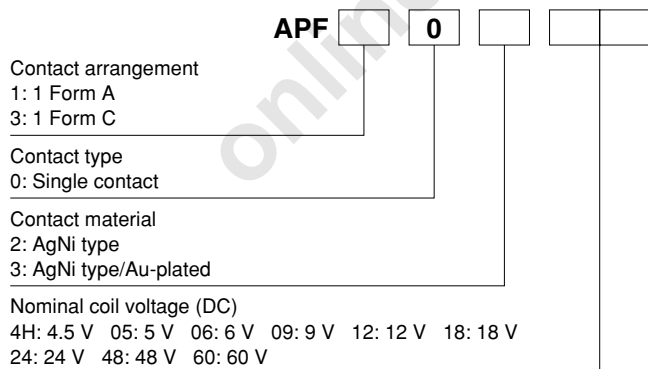 APF 0
Contact arrangement
1: 1 Form A
3: 1 Form C
Contact type
0: Single contact
Contact material
2: AgNi type
3: AgNi type/Au-plated
Nominal coil voltage (DC)
4H: 4.5 V 05: 5 V 06: 6 V 09: 9 V 12: 12 V 18: 18 V
24: 24 V 48: 48 V 60: 60 V